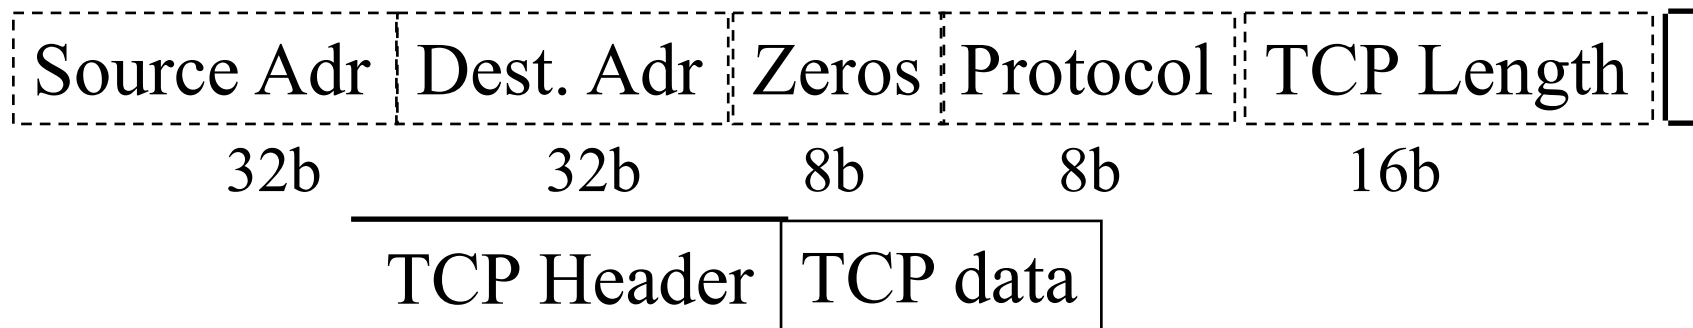 Source Adr Dest. Adr Zeros Protocol TCP Length
32b 32b 8b 8b 16b
TCP Header TCP data